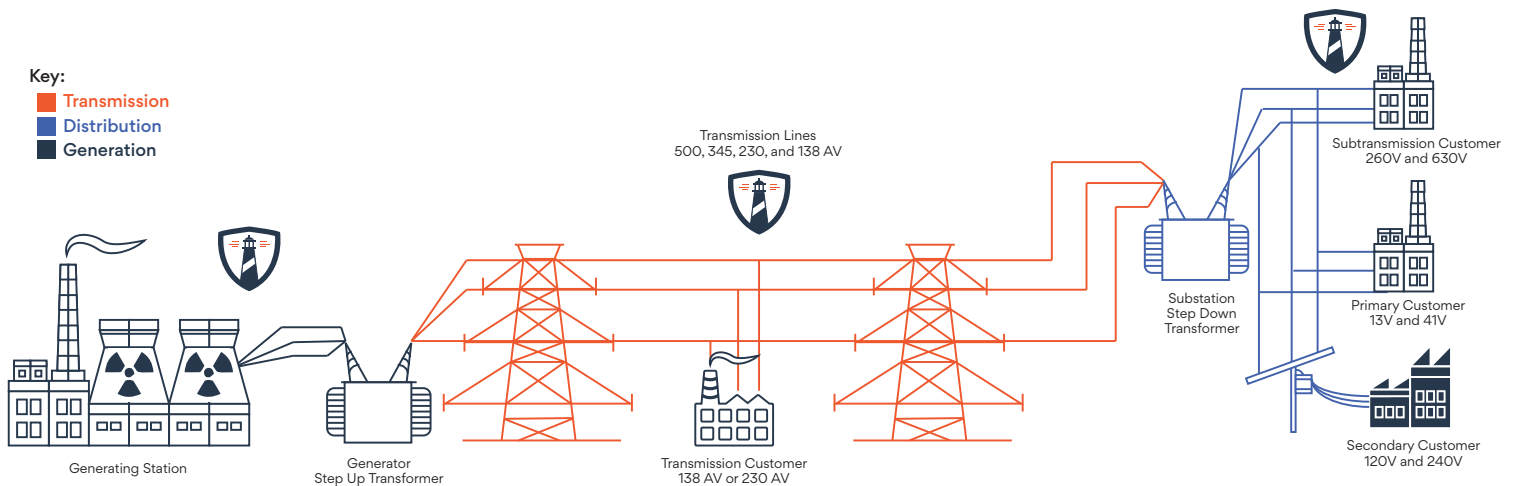 Key:
Transmission
Distribution
Generation
Transmission Lines
500, 345, 230, and 138 AV
Subtransmission Customer
260V and 630V
Primary Customer
13V and 41V
Substation
Step Down
Transformer
Secondary Customer
120V and 240V
Generating Station
Generator
Step Up Transformer
Transmission Customer
138 AV or 230 AV